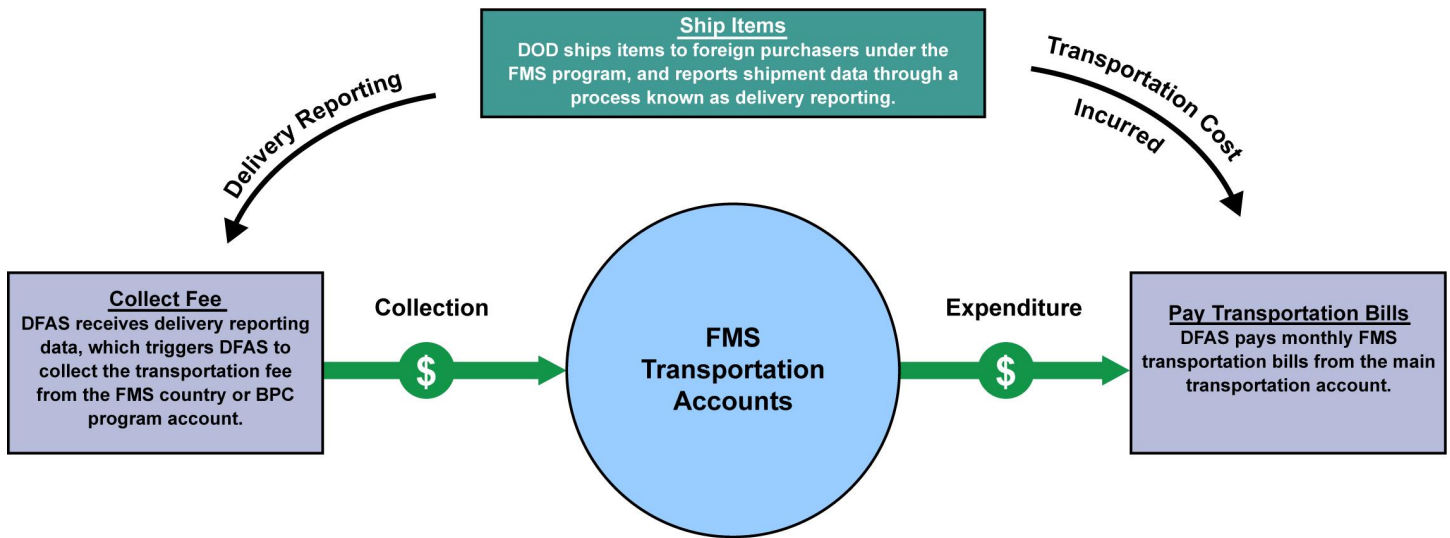 Ship Items
DOD ships items to foreign purchasers under the
FMS program, and reports shipment data through a
process known as delivery reporting.
Delivery Reporting
Transportation Cost
Incurred
Collect Fee
DFAS receives delivery reporting
data, which triggers DFAS to
collect the transportation fee
from the FMS country or BPC
program account.
Collection
$
FMS
Transportation
Accounts
Expenditure
$
Pay Transportation Bills
DFAS pays monthly FMS
transportation bills from the main
transportation account.